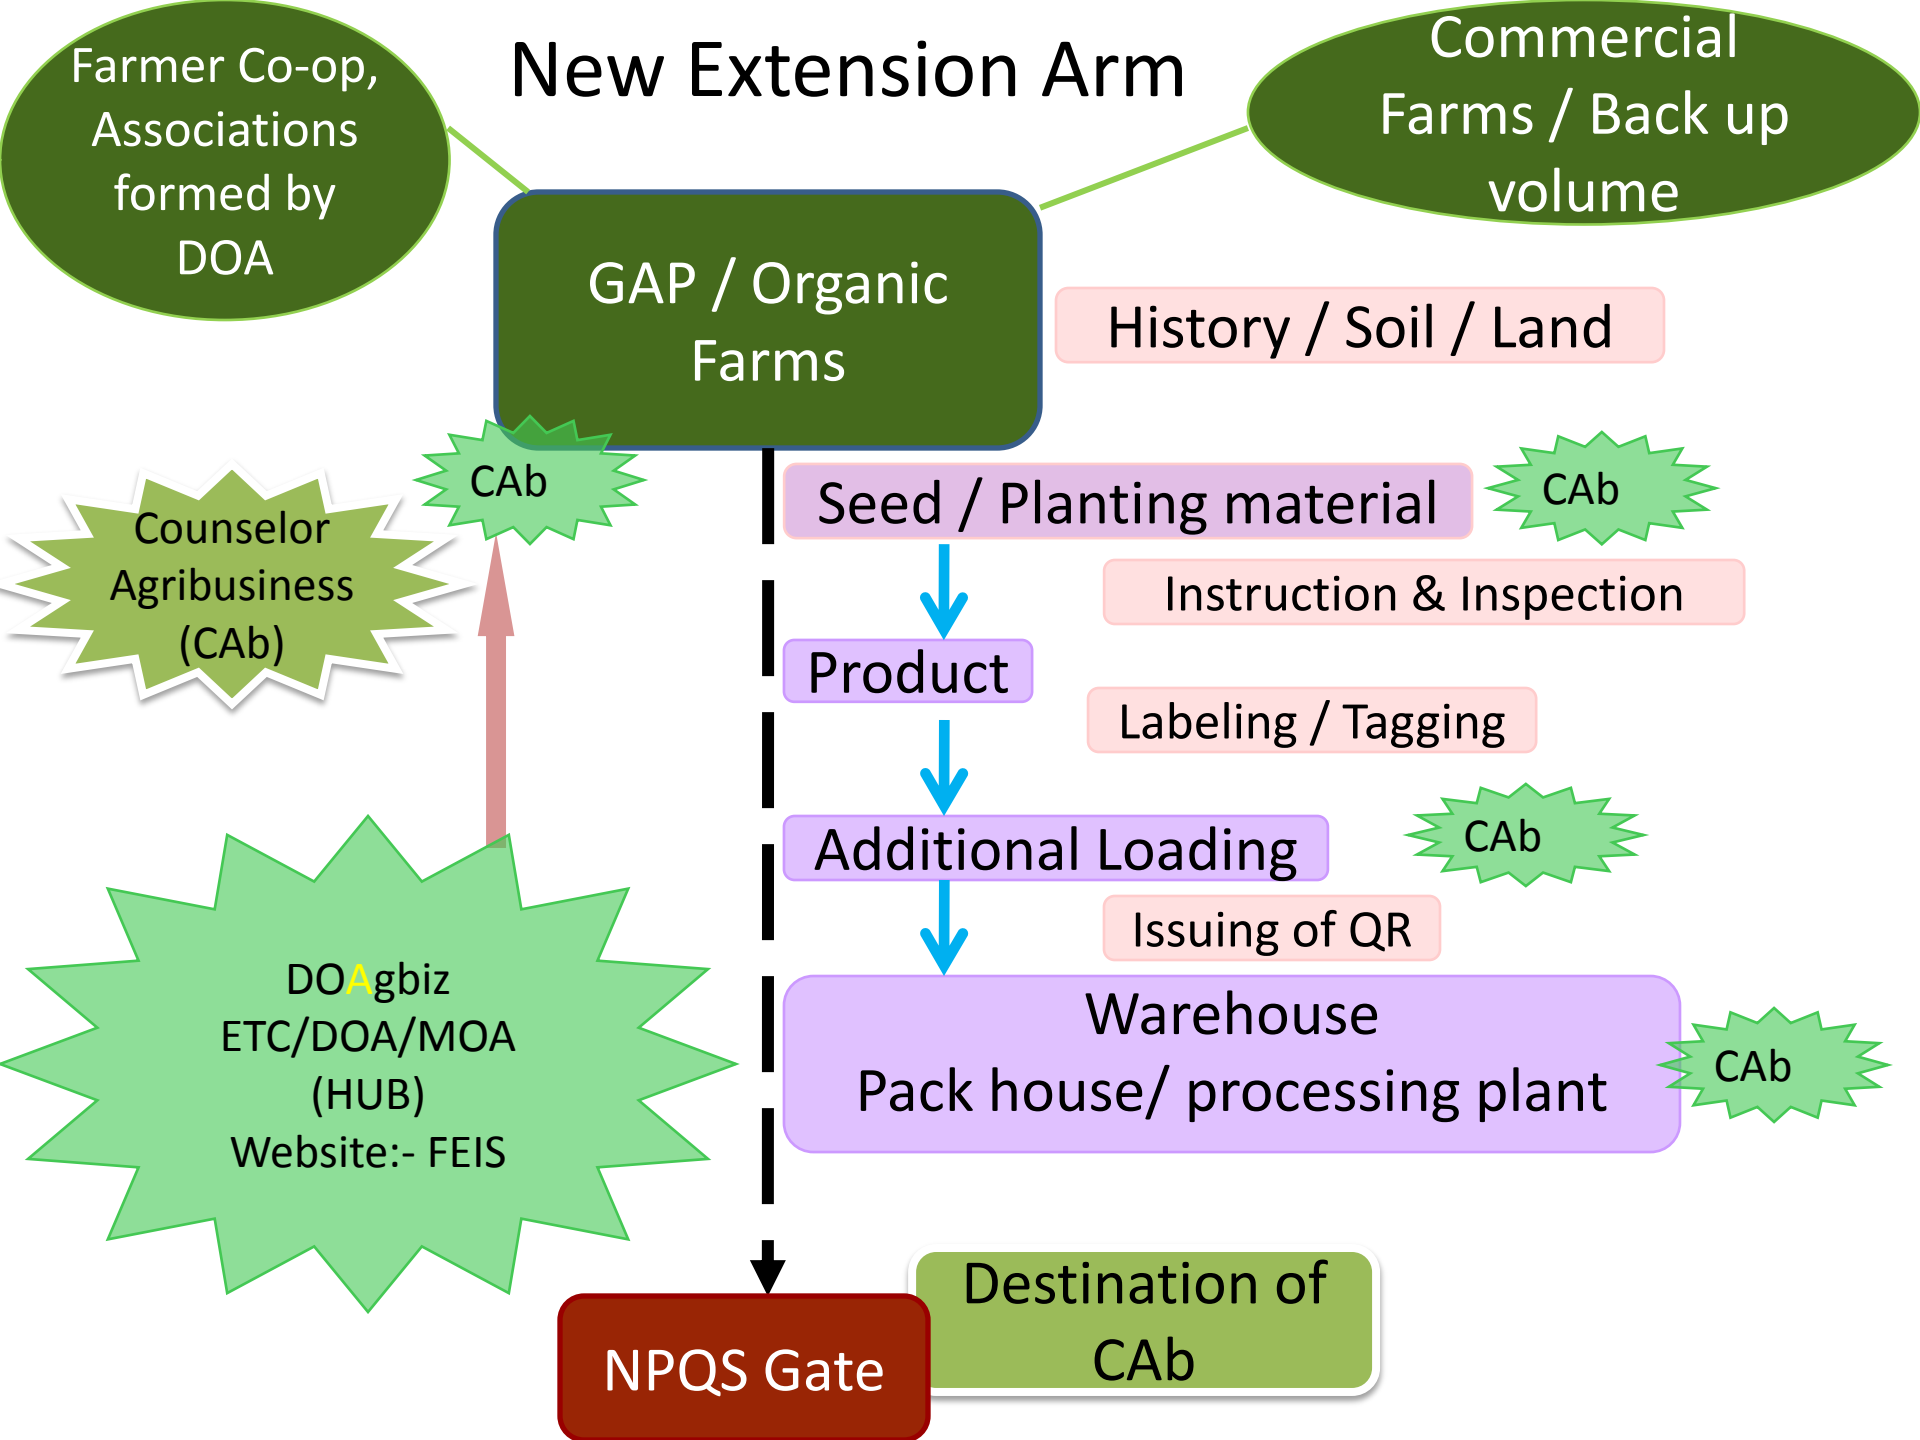 New Extension Arm
Farmer Co-op,
Associations
formed by
DOA
Commercial
Farms / Back up
volume
GAP / Organic
Farms
History / Soil / Land
CAb
Seed / Planting material
CAb
Counselor
Agribusiness
(CAb)
Instruction & Inspection
Product
Labeling / Tagging
Additional Loading
CAb
Issuing of QR
DOAgbiz
ETC/DOA/MOA
(HUB)
Website:- FEIS
Warehouse
Pack house/ processing plant
CAb
Destination of
CAb
NPQS Gate